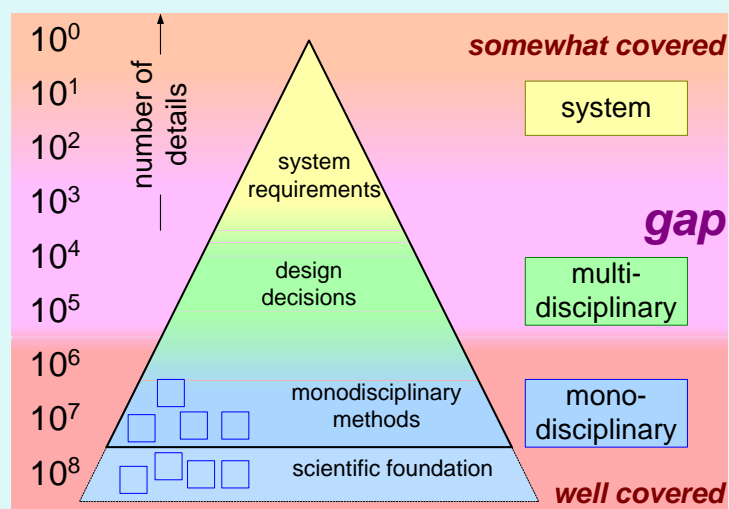 10⁰
10¹
10²
10³
10⁴
10⁵
10⁶
10⁷
10⁸
number of
details
system
requirements
design
decisions
monodisciplinary
methods
scientific foundation
somewhat covered
system
gap
multi-
disciplinary
mono-
disciplinary
well covered